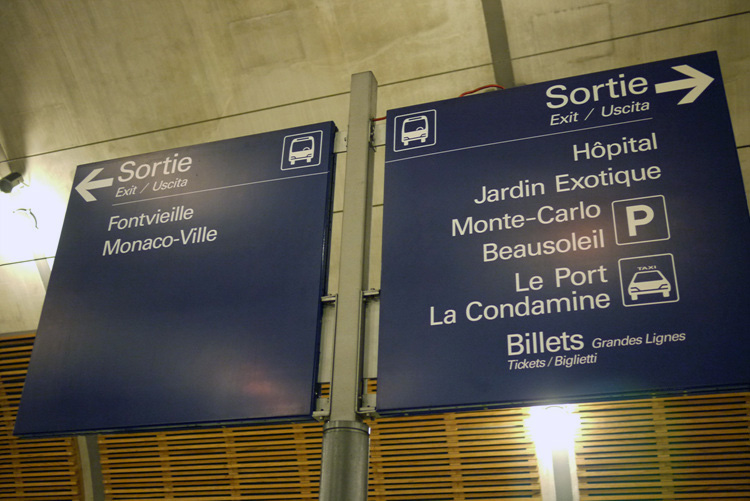 Sortie
Exit / Uscita
Fontvieille
Monaco-Ville
Sortie
Exit / Uscita
Hôpital
Jardin Exotique
Monte-Carlo
Beausoleil
P
Le Port
La Condamine
TAXI
Billets Grandes Lignes
Tickets / Biglietti